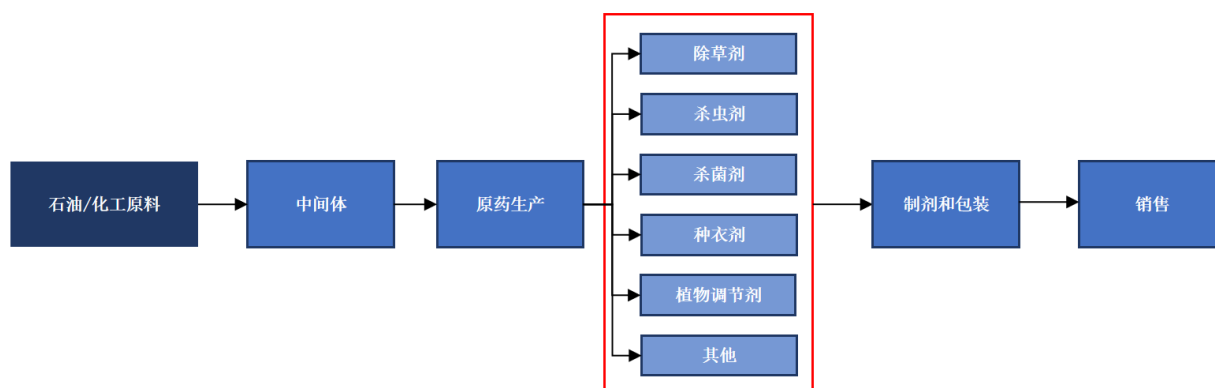 石油/化工原料
中间体
原药生产
除草剂
杀虫剂
杀菌剂
种衣剂
植物调节剂
其他
制剂和包装
销售